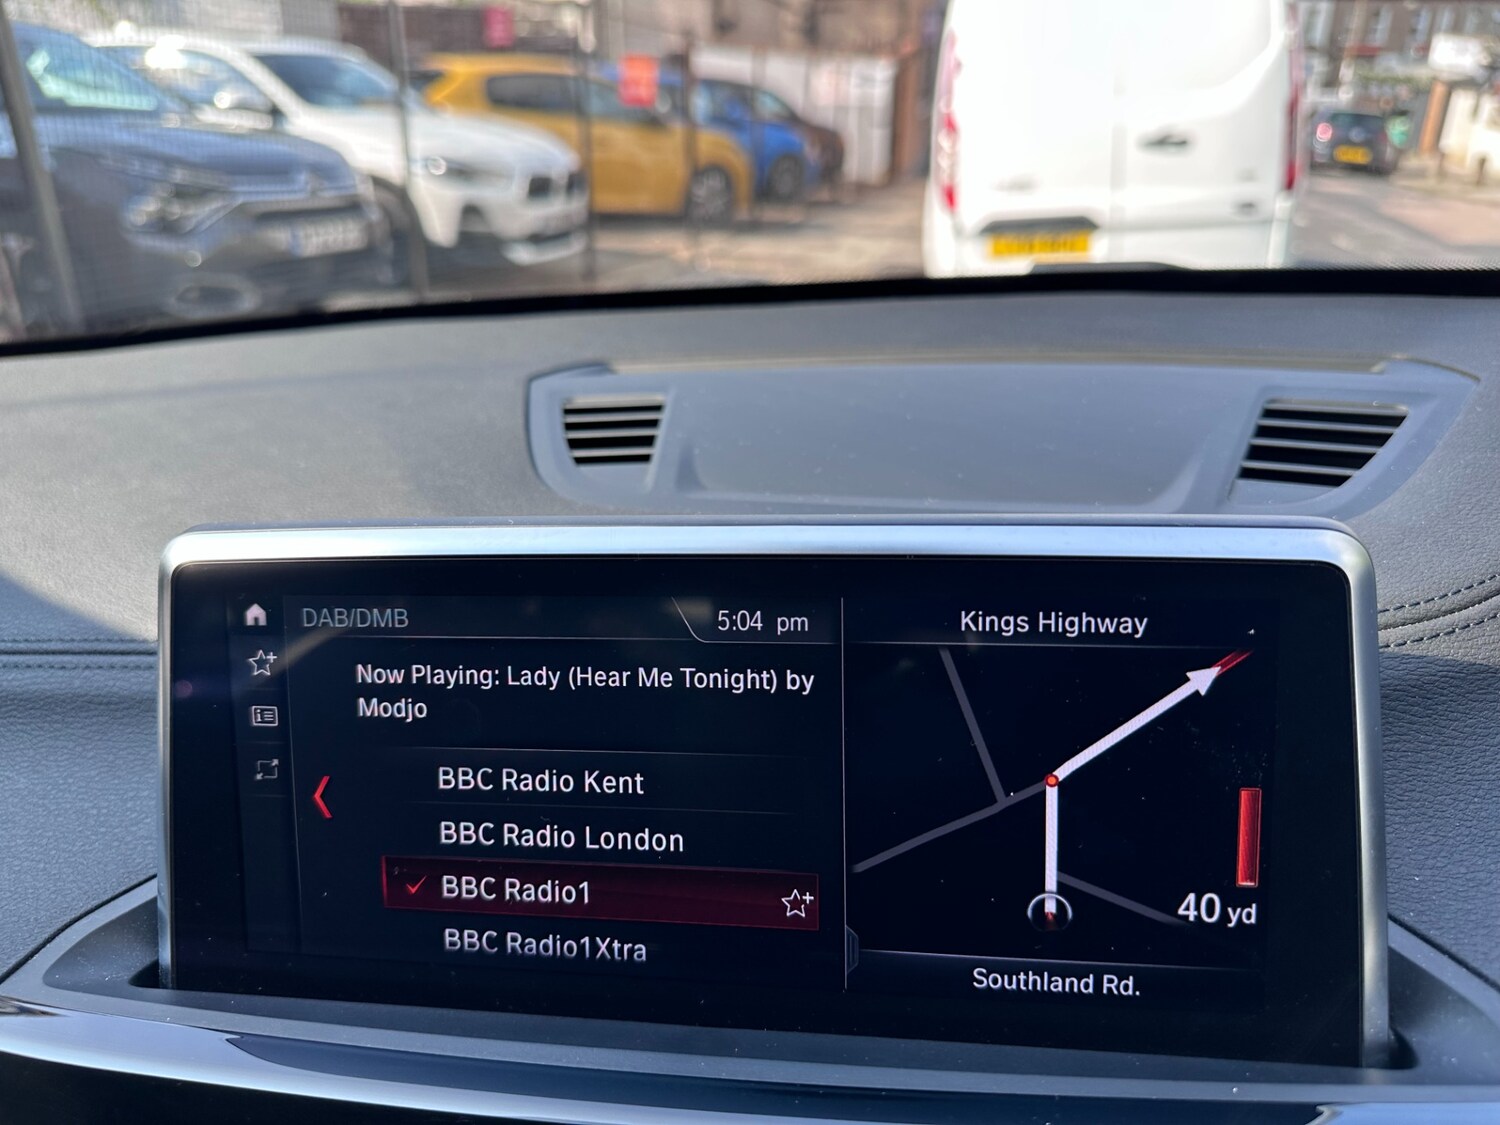 DAB/DMB
5:04 pm
Now Playing: Lady (Hear Me Tonight) by
Modjo
BBC Radio Kent
BBC Radio London
BBC Radio1
BBC Radio1Xtra
Kings Highway
40 yd
Southland Rd.